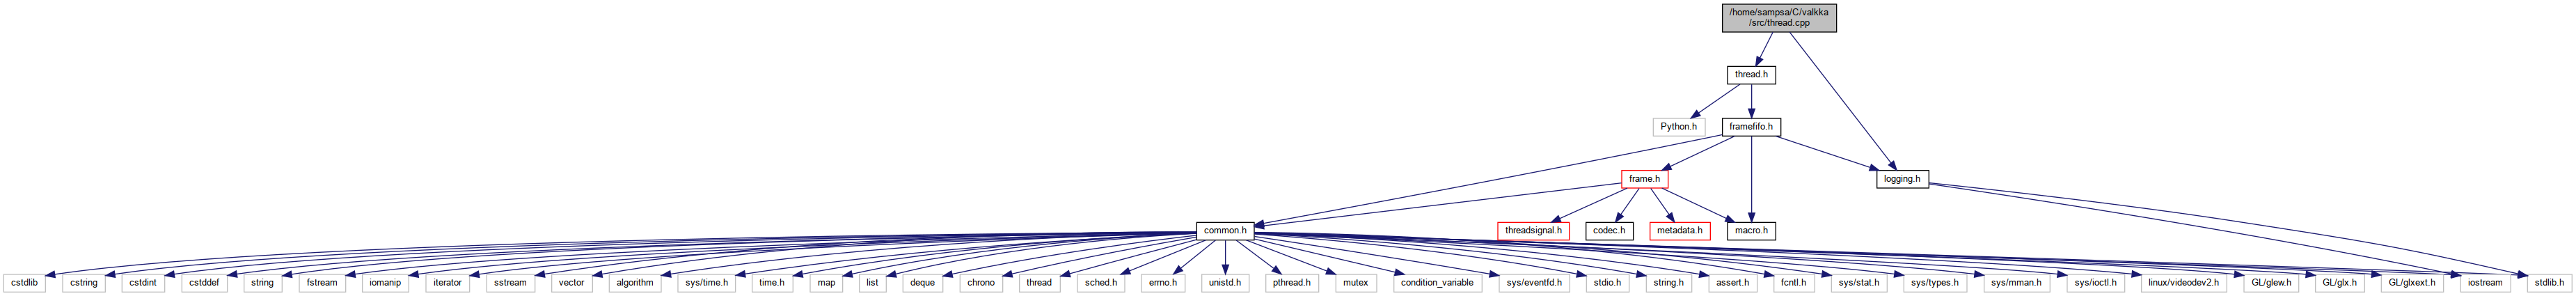 /home/sampsa/C/valkka
/src/thread.cpp
thread.h
Python.h
framefifo.h
frame.h
logging.h
common.h
threadsignal.h
codec.h
metadata.h
macro.h
cstdlib
cstring
cstdint
cstddef
string
fstream
iomanip
iterator
sstream
vector
algorithm
sys/time.h
time.h
map
list
deque
chrono
thread
sched.h
errno.h
unistd.h
pthread.h
mutex
condition_variable
sys/eventfd.h
stdio.h
string.h
assert.h
fcntl.h
sys/stat.h
sys/types.h
sys/mman.h
sys/ioctl.h
linux/videodev2.h
GL/glew.h
GL/glx.h
GL/glxext.h
iostream
stdlib.h